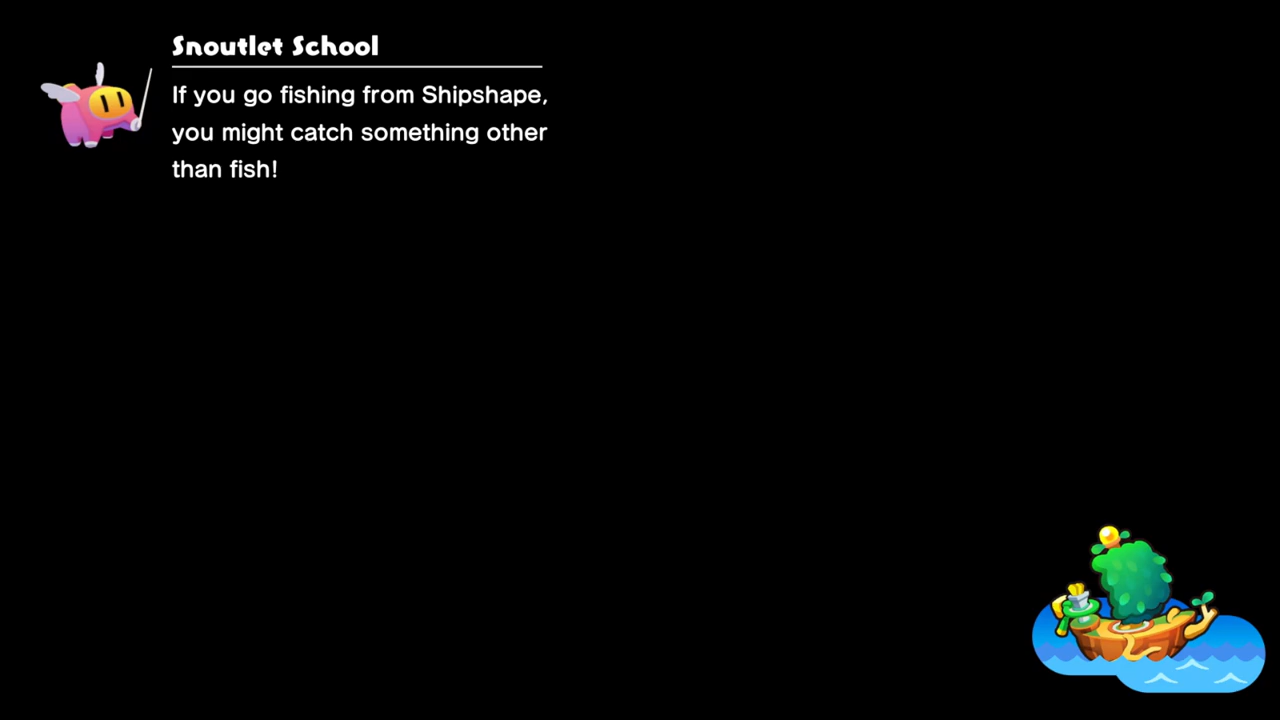 Snoutlet School
If you go fishing from Shipshape,
you might catch something other
than fish!